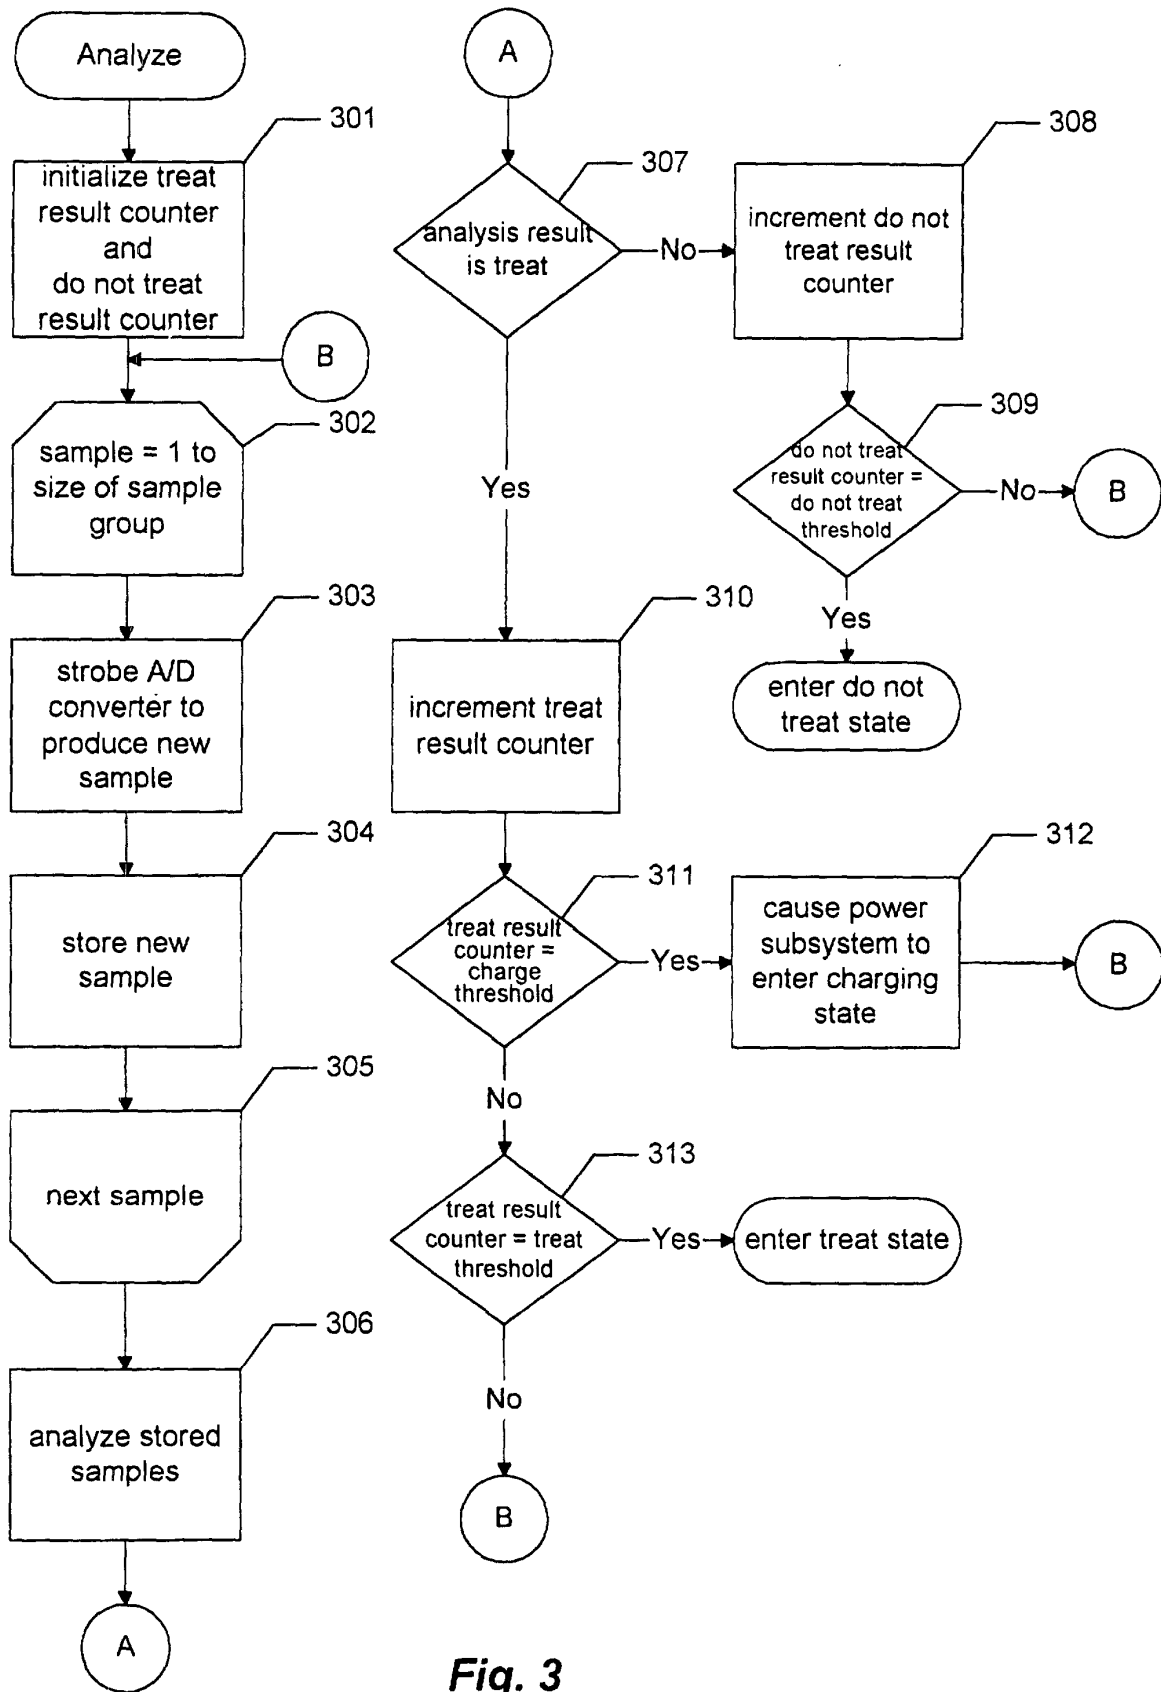 Analyze
301
initialize treat
result counter
and
do not treat
result counter
B
302
sample = 1 to
size of sample
group
303
strobe A/D
converter to
produce new
sample
304
store new
sample
305
next sample
306
analyze stored
samples
A
A
307
analysis result
is treat
No
308
increment do not
treat result
counter
309
do not treat
result counter =
do not treat
threshold
No
B
Yes
enter do not
treat state
Yes
310
increment treat
result counter
311
treat result
counter =
charge
threshold
Yes
312
cause power
subsystem to
enter charging
state
B
No
313
treat result
counter = treat
threshold
Yes
enter treat state
No
B
Fig. 3